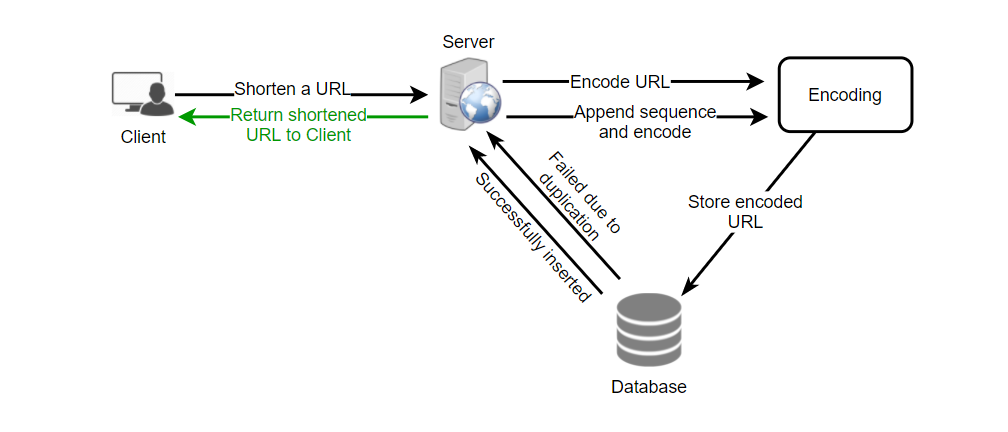 Server
Shorten a URL
Encode URL
Encoding
Return shortened
URL to Client
Append sequence
and encode
Client
Failed due to
duplication
Successfully inserted
Store encoded
URL
Database